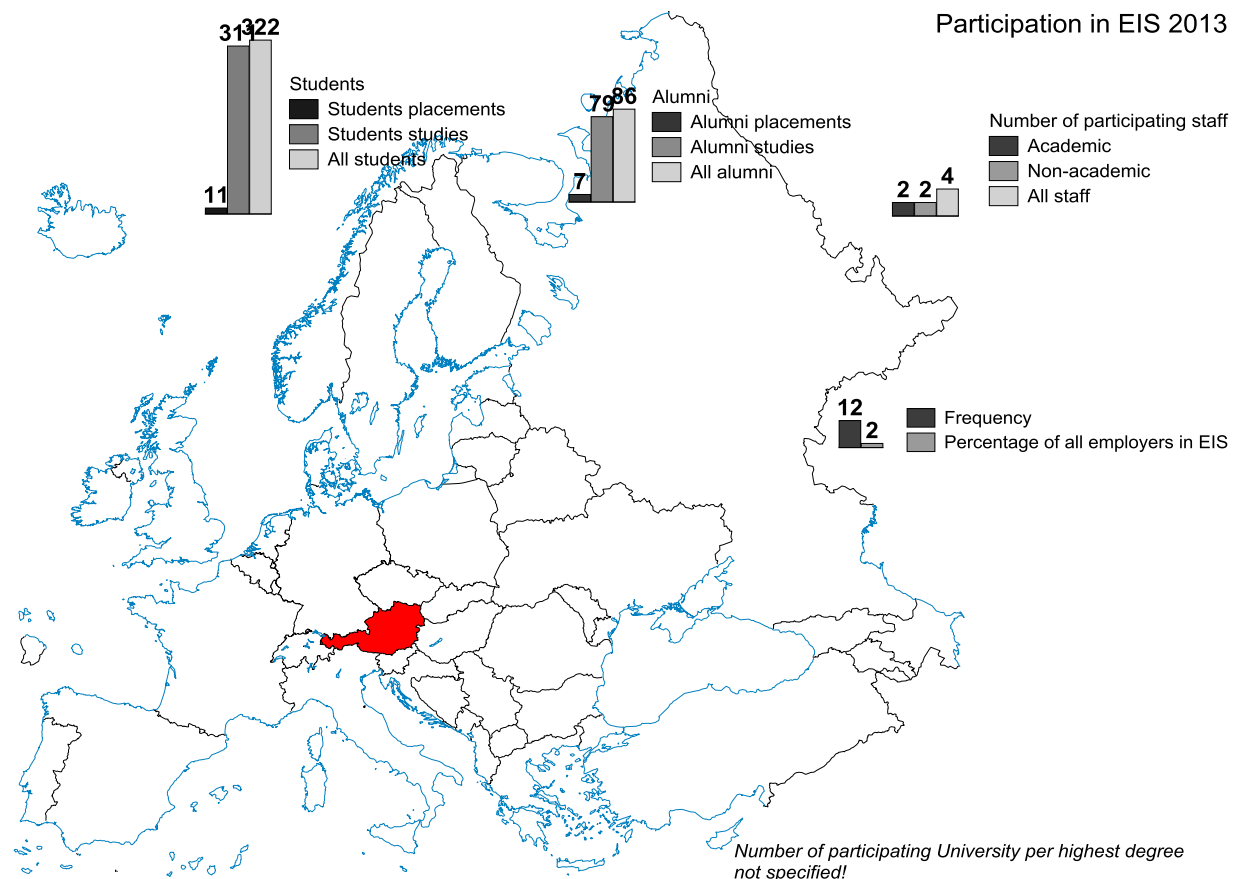 Participation in EIS 2013
311
322
11
Students
Students placements
Students studies
All students
79
86
7
Alumni
Alumni placements
Alumni studies
All alumni
2
2
4
Number of participating staff
Academic
Non-academic
All staff
12
2
Frequency
Percentage of all employers in EIS
Number of participating University per highest degree
not specified!